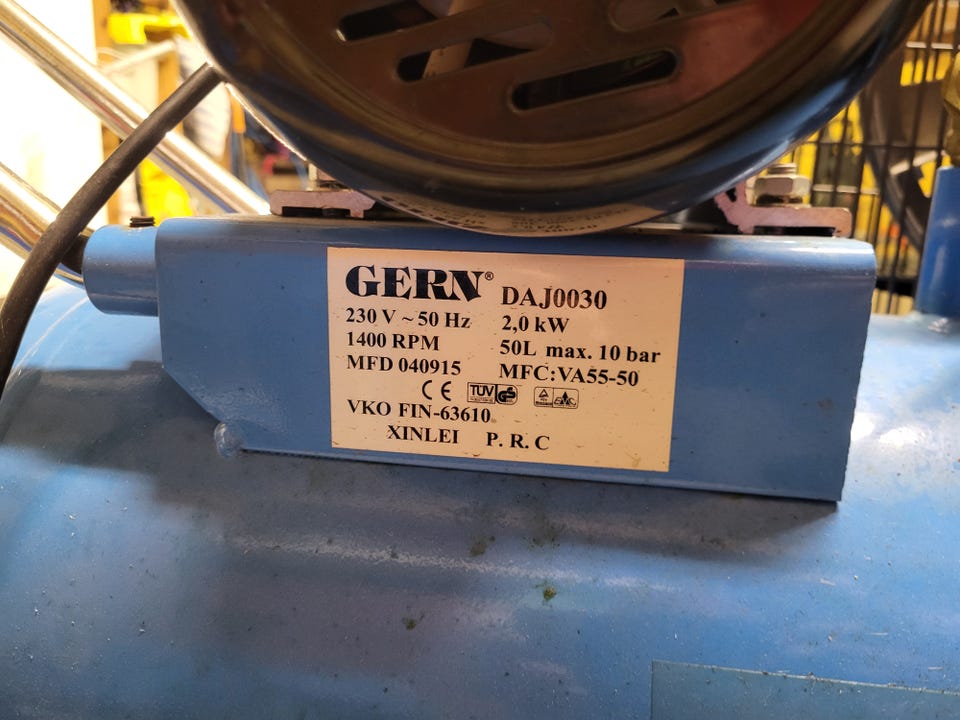 GERN® DAJ0030
230 V ~ 50 Hz 2,0 kW
1400 RPM 50L max. 10 bar
MFD 040915 MFC:VA55-50
CE TÜV GS
VKO FIN-63610
XINLEI P. R. C